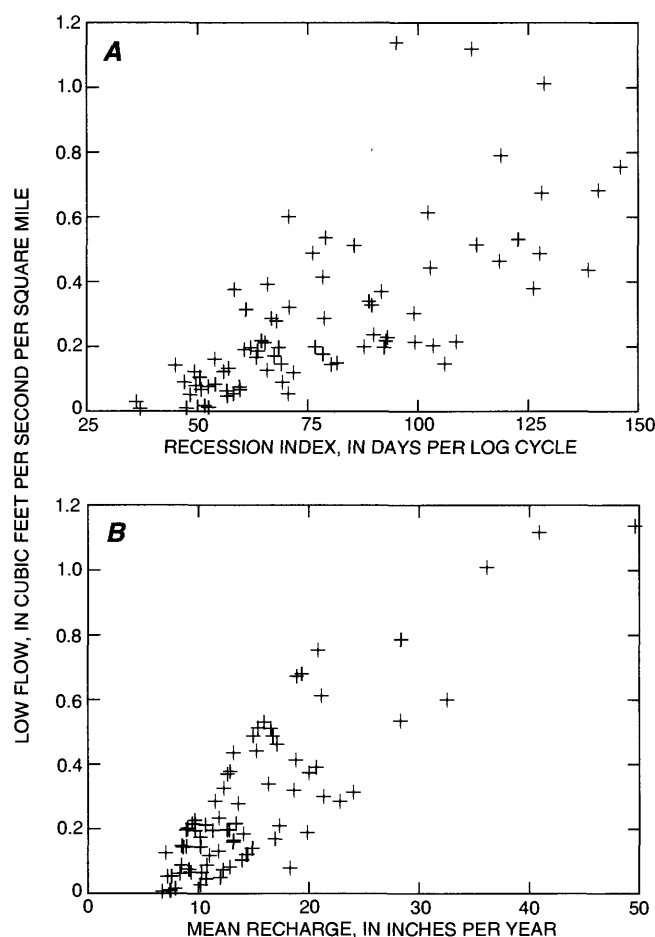 A
1.2
1.0
0.8
0.6
0.4
0.2
0
25 50 75 100 125 150
RECESSION INDEX, IN DAYS PER LOG CYCLE
LOW FLOW, IN CUBIC FEET PER SECOND PER SQUARE MILE
B
1.2
1.0
0.8
0.6
0.4
0.2
0
0 10 20 30 40 50
MEAN RECHARGE, IN INCHES PER YEAR